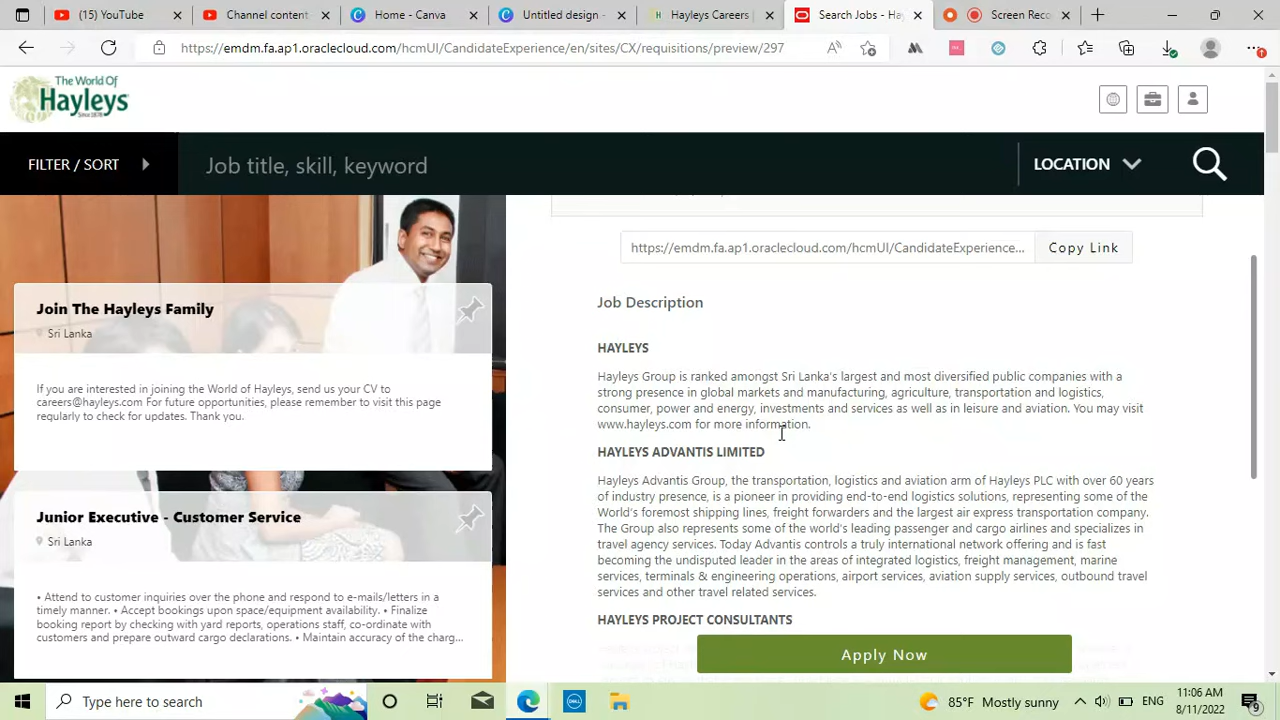 (1) YouTube
Custom Desi
Home - Canva
Untitled design -
Hayleys Careers
Search Jobs - Ha
Screen Reco
https://emdm.fa.ap1.oraclecloud.com/hcmUI/CandidateExperience/en/sites/CX/requisitions/preview/297
The World Of
Hayleys
Since 1878
FILTER / SORT
Job title, skill, keyword
LOCATION
Join The Hayleys Family
Sri Lanka
If you are interested in joining the World of Hayleys, send us your CV to
careers@hayleys.com For future opportunities, please remember to visit this page
regularly to check for updates. Thank you.
Junior Executive - Customer Service
Sri Lanka
• Attend to customer inquiries over the phone and respond to e-mails/letters in a
timely manner. • Accept bookings upon space/equipment availability. • Finalize
booking report by checking with yard reports, operations staff, co-ordinate with
customers and prepare outward cargo declarations. • Maintain accuracy of the charg...
https://emdm.fa.ap1.oraclecloud.com/hcmUI/CandidateExperience...
Copy Link
Job Description
HAYLEYS
Hayleys Group is ranked amongst Sri Lanka's largest and most diversified public companies with a
strong presence in global markets and manufacturing, agriculture, transportation and logistics,
consumer, power and energy, investments and services as well as in leisure and aviation. You may visit
www.hayleys.com for more information.
HAYLEYS ADVANTIS LIMITED
Hayleys Advantis Group, the transportation, logistics and aviation arm of Hayleys PLC with over 60 years
of industry presence, is a pioneer in providing end-to-end logistics solutions, representing some of the
World's foremost shipping lines, freight forwarders and the largest air express transportation company.
The Group also represents some of the world's leading passenger and cargo airlines and specializes in
travel agency services. Today Advantis controls a truly international network offering and is fast
becoming the undisputed leader in the areas of integrated logistics, freight management, marine
services, terminals & engineering operations, airport services, aviation supply services, outbound travel
services and other travel related services.
HAYLEYS PROJECT CONSULTANTS
Apply Now
Type here to search
DELL
85°F Mostly sunny
ENG
11:06 AM
8/11/2022
9